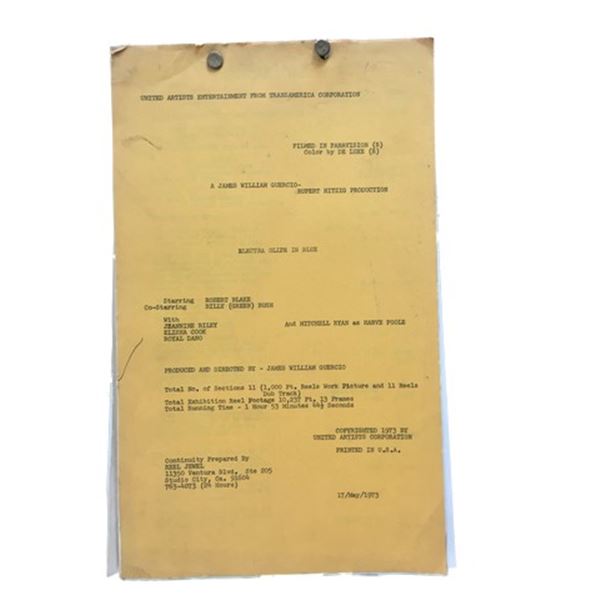 UNITED ARTISTS ENTERTAINMENT FROM TRANSAMERICA CORPORATION
FILMED IN PANAVISION (R)
Color by DE LUXE (R)
A JAMES WILLIAM GUERCIO-
RUPERT HITZIG PRODUCTION
ELECTRA GLIDE IN BLUE
Starring ROBERT BLAKE
Co-Starring BILLY (GREEN) BUSH
With
JEANNINE RILEY And MITCHELL RYAN as HARVE POOLE
ELISHA COOK
ROYAL DANO
PRODUCED AND DIRECTED BY - JAMES WILLIAM GUERCIO
Total No. of Sections 11 (1,000 Ft. Reels Work Picture and 11 Reels
Dub Track)
Total Exhibition Reel Footage 10,237 Ft. 13 Frames
Total Running Time - 1 Hour 53 Minutes 44½ Seconds
COPYRIGHTED 1973 BY
UNITED ARTISTS CORPORATION
PRINTED IN U.S.A.
Continuity Prepared By
REEL JEWEL
11350 Ventura Blvd. Ste 205
Studio City, Ca. 91604
763-4073 (24 Hours)
17/May/1973